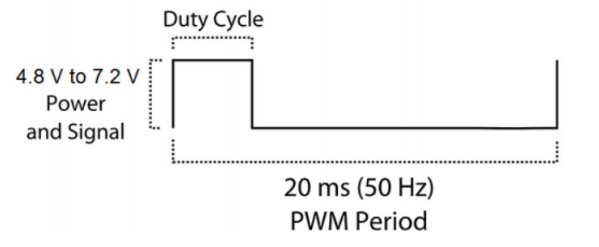 Duty Cycle
4.8 V to 7.2 V
Power
and Signal
20 ms (50 Hz)
PWM Period